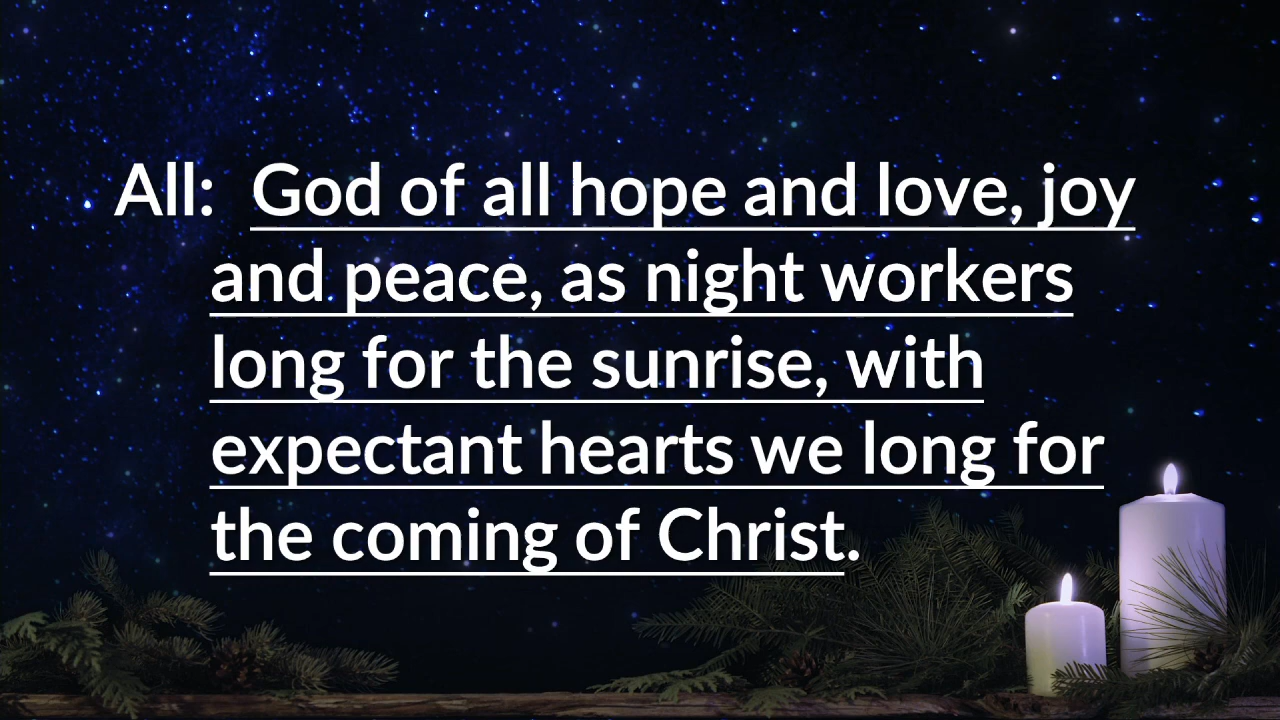 All: God of all hope and love, joy
and peace, as night workers
long for the sunrise, with
expectant hearts we long for
the coming of Christ.